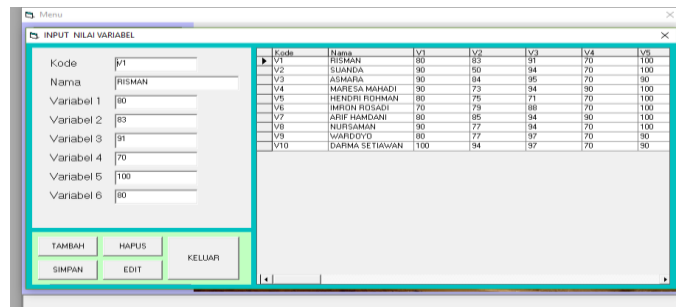 Menu
INPUT NILAI VARIABEL
Kode V1
Nama RISMAN
Variabel 1 80
Variabel 2 83
Variabel 3 91
Variabel 4 70
Variabel 5 100
Variabel 6 80
TAMBAH HAPUS KELUAR
SIMPAN EDIT
Kode Nama V1 V2 V3 V4 V5
V1 RISMAN 80 83 91 70 100
V2 SUANDA 90 50 94 70 100
V3 ASMARA 90 84 95 70 90
V4 MARESA MAHADI 90 73 94 90 100
V5 HENDRI ROHMAN 80 75 71 70 100
V6 IMRON ROSADI 70 79 88 70 100
V7 ARIF HAMDANI 80 85 94 90 100
V8 NURSAMAN 90 77 94 70 100
V9 WARDOYO 80 77 97 70 90
V10 DARMA SETIAWAN 100 94 97 70 90